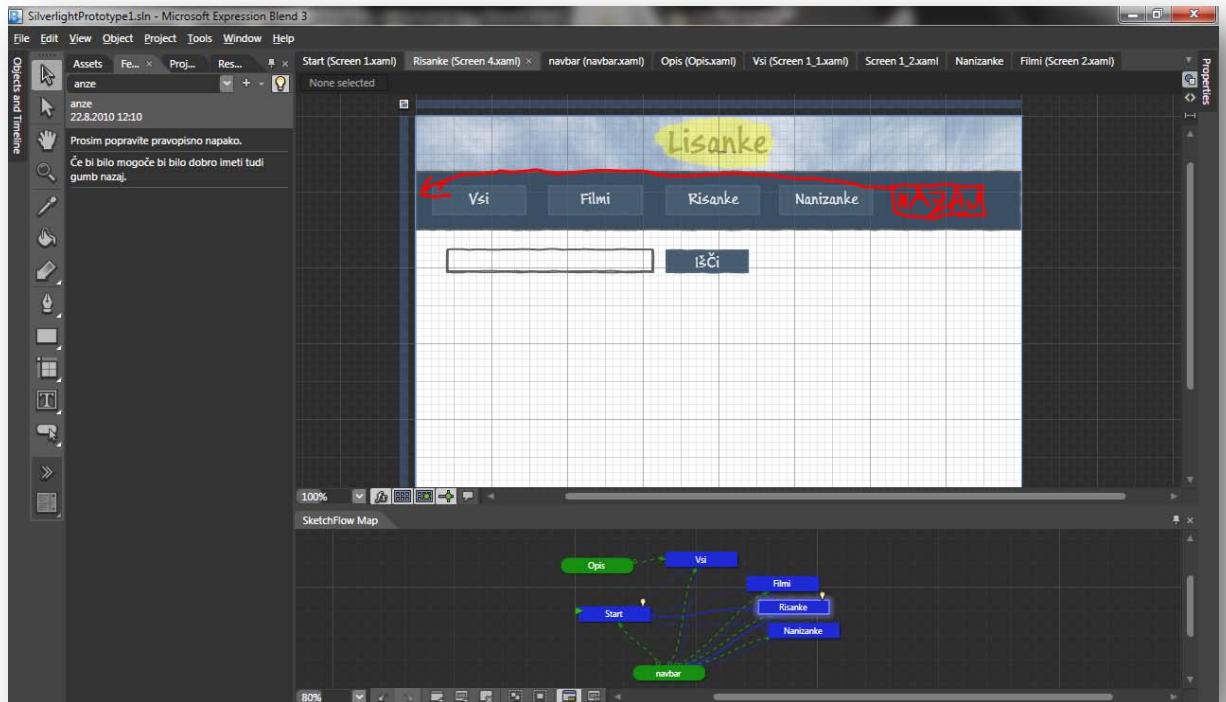 SilverlightPrototype1.sln - Microsoft Expression Blend 3
File Edit View Object Project Tools Window Help
Objects and Timeline
Assets Fe... × Proj... Res...
anze
anze
22.8.2010 12:10
Prosim popravite pravopisno napako.
Če bi bilo mogoče bi bilo dobro imeti tudi
gumb nazaj.
Start (Screen 1.xaml) Risanke (Screen 4.xaml) × navbar (navbar.xaml) Opis (Opis.xaml) Vsi (Screen 1_1.xaml) Screen 1_2.xaml Nanizanke Filmi (Screen 2.xaml)
None selected
Properties
Lisanke
Vsi Filmi Risanke Nanizanke NAZAJ
Išči
100%
SketchFlow Map
Opis Vsi
Filmi
Start Risanke
Nanizanke
navbar
80%